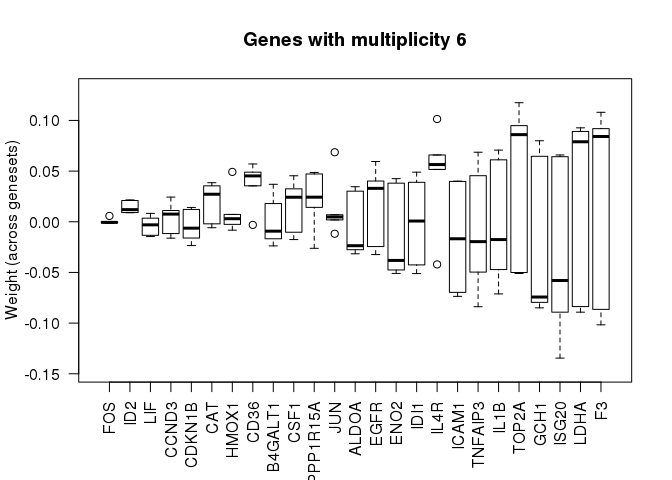 Genes with multiplicity 6
Weight (across genesets)
0.10
0.05
0.00
-0.05
-0.10
-0.15
FOS
ID2
LIF
CCND3
CDKN1B
CAT
HMOX1
CD36
B4GALT1
CSF1
PPP1R15A
JUN
ALDOA
EGFR
ENO2
IDI1
IL4R
ICAM1
TNFAIP3
IL1B
TOP2A
GCH1
ISG20
LDHA
F3